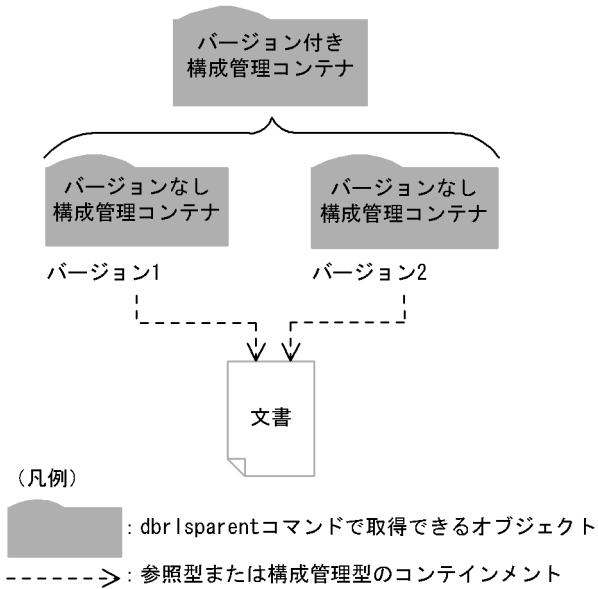 バージョン付き
構成管理コンテナ
バージョンなし
構成管理コンテナ
バージョンなし
構成管理コンテナ
バージョン1
バージョン2
文書
（凡例）
：dbrlsparentコマンドで取得できるオブジェクト
：参照型または構成管理型のコンテインメント